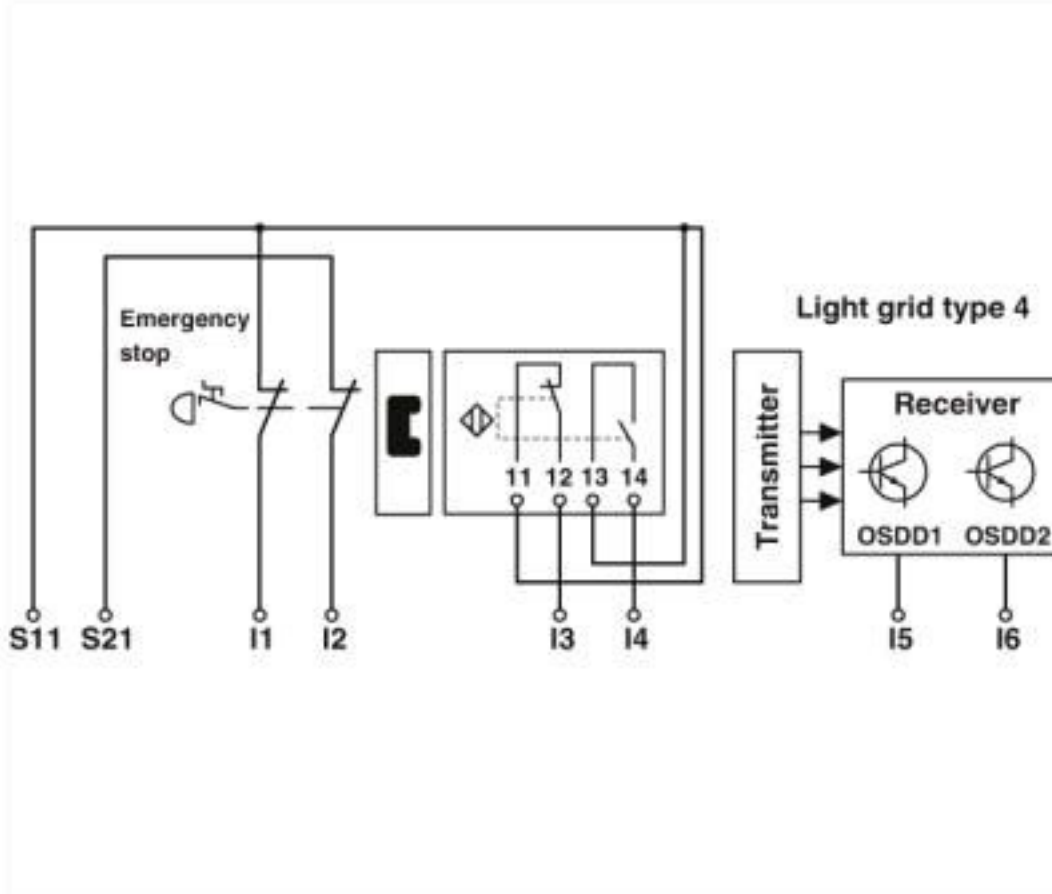 Light grid type 4
Emergency
stop
Transmitter
Receiver
11 12 13 14
OSDD1 OSDD2
S11 S21 I1 I2 I3 I4 I5 I6